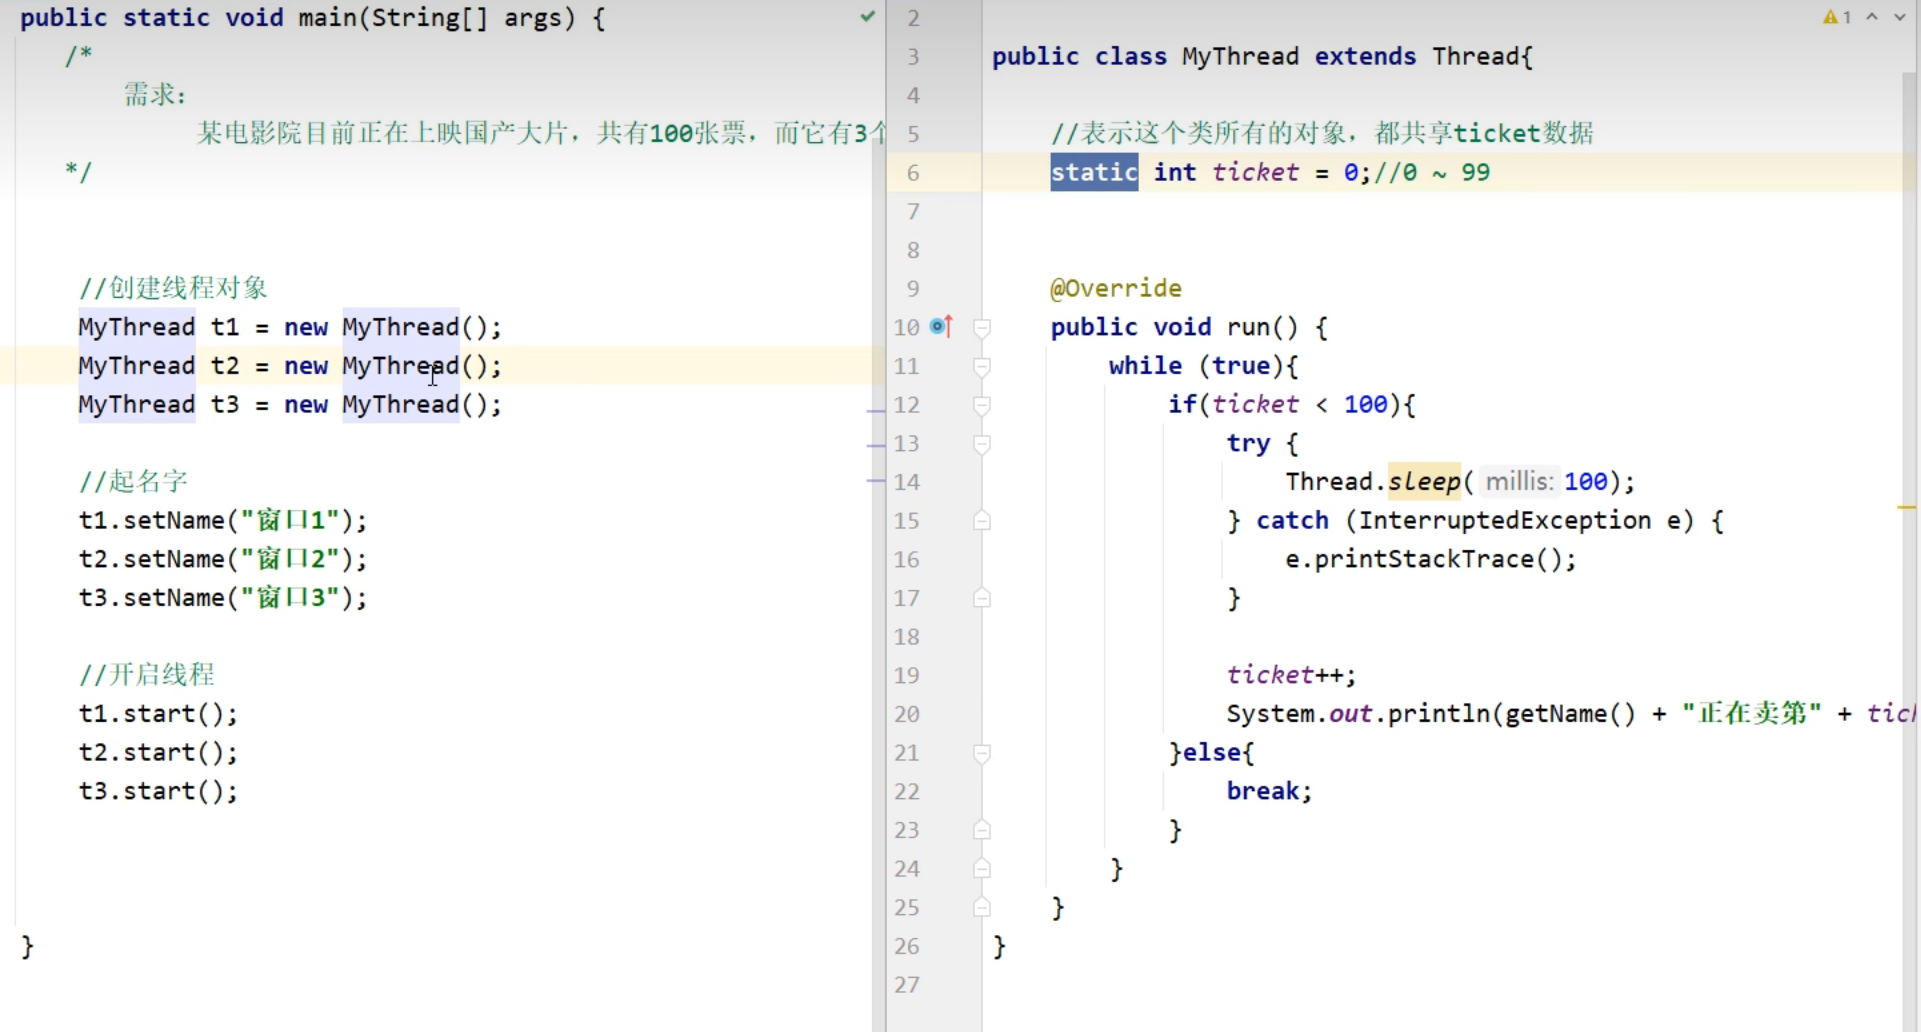 public static void main(String[] args) {
/*
需求:
某电影院目前正在上映国产大片，共有100张票，而它有3个
*/
//创建线程对象
MyThread t1 = new MyThread();
MyThread t2 = new MyThread();
MyThread t3 = new MyThread();
//起名字
t1.setName("窗口1");
t2.setName("窗口2");
t3.setName("窗口3");
//开启线程
t1.start();
t2.start();
t3.start();
}
1
2
3 public class MyThread extends Thread{
4
5 //表示这个类所有的对象，都共享ticket数据
6 static int ticket = 0;//0 ~ 99
7
8
9 @Override
10 public void run() {
11 while (true){
12 if(ticket < 100){
13 try {
14 Thread.sleep( millis: 100);
15 } catch (InterruptedException e) {
16 e.printStackTrace();
17 }
18
19 ticket++;
20 System.out.println(getName() + "正在卖第" + tick
21 }else{
22 break;
23 }
24 }
25 }
26 }
27